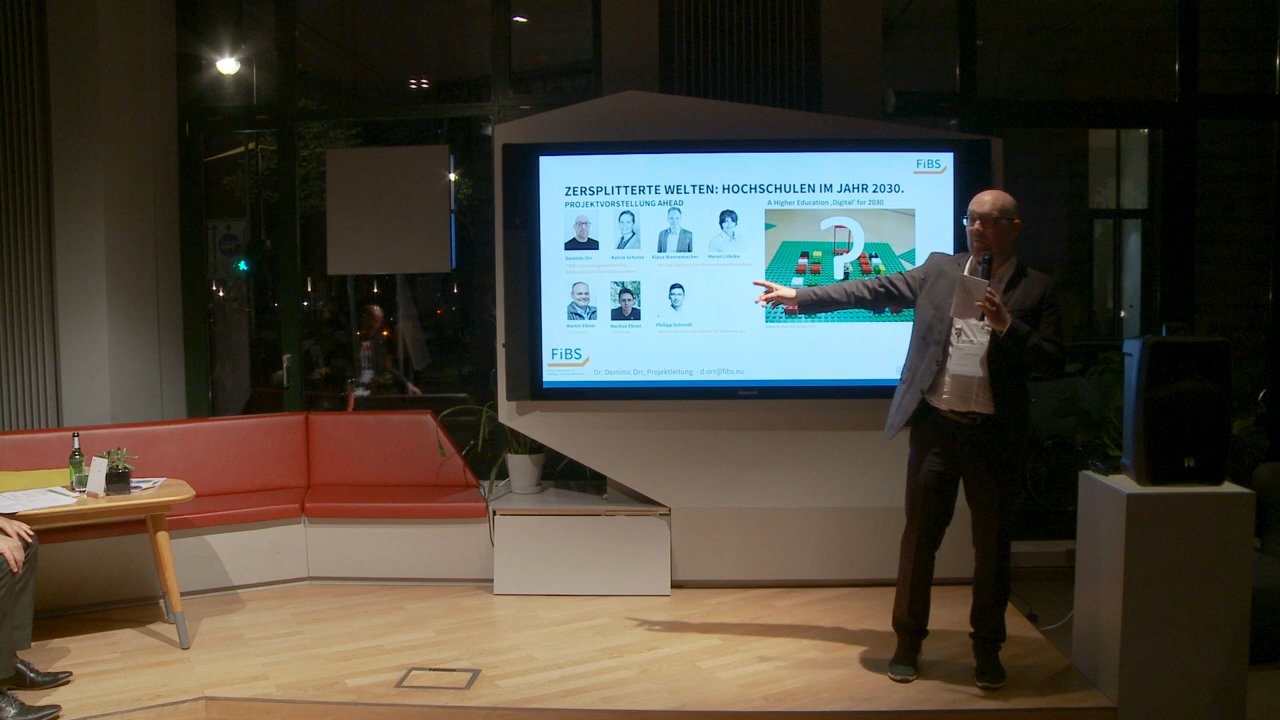 FiBS
ZERSPLITTERTE WELTEN: HOCHSCHULEN IM JAHR 2030.
PROJEKTVORSTELLUNG AHEAD
A Higher Education ‚Digital' for 2030
?
Dominic Orr
Katrin Schulze
Klaus Wannemacher
Maren Lübcke
Martin Ebner
Markus Ebner
Philipp Schmidt
FiBS
Dr. Dominic Orr, Projektleitung - d.orr@fibs.eu